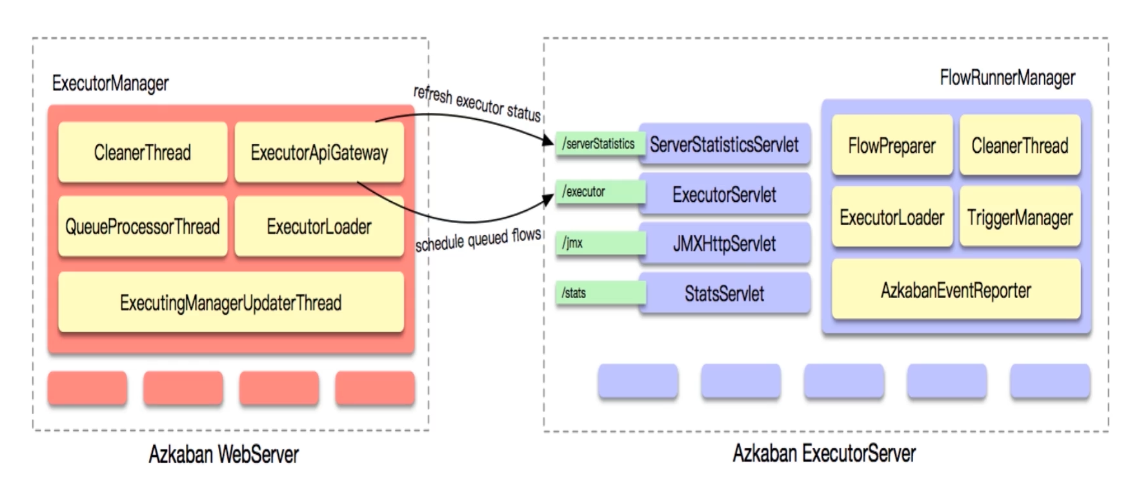 ExecutorManager
CleanerThread
ExecutorApiGateway
QueueProcessorThread
ExecutorLoader
ExecutingManagerUpdaterThread
Azkaban WebServer
refresh executor status
schedule queued flows
FlowRunnerManager
/serverStatistics
ServerStatisticsServlet
/executor
ExecutorServlet
/jmx
JMXHttpServlet
/stats
StatsServlet
FlowPreparer
CleanerThread
ExecutorLoader
TriggerManager
AzkabanEventReporter
Azkaban ExecutorServer